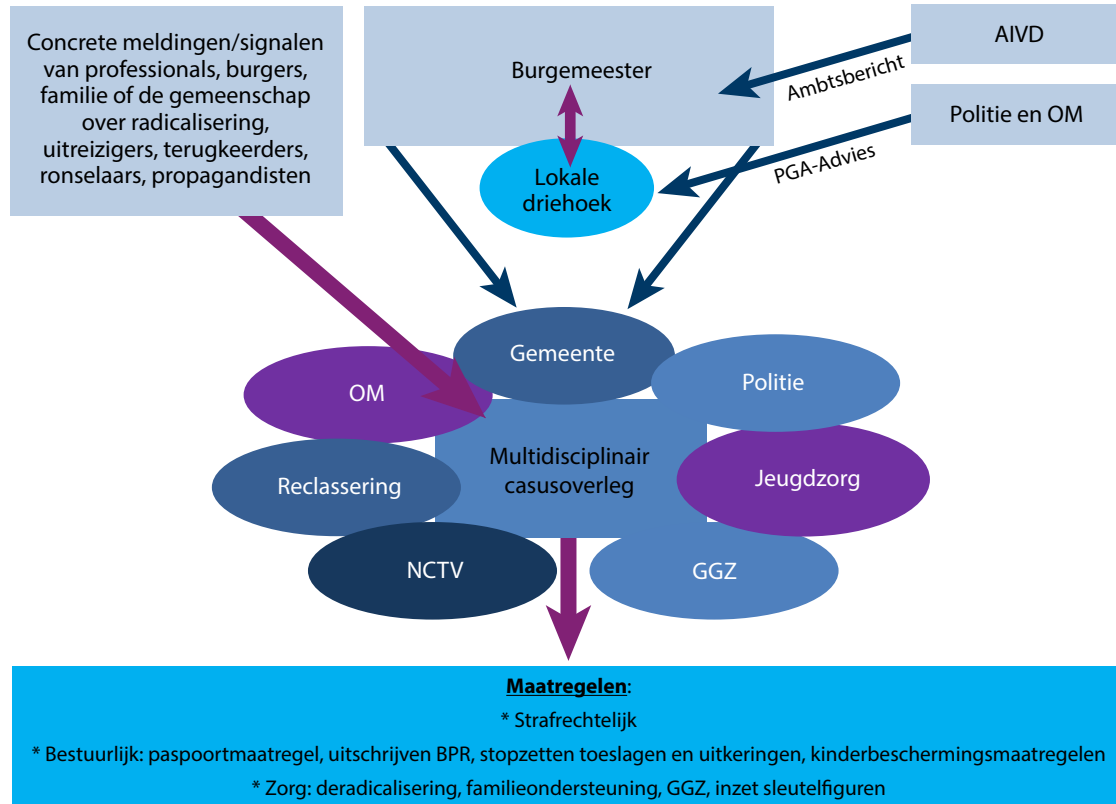 Concrete meldingen/signalen
van professionals, burgers,
familie of de gemeenschap
over radicalisering,
uitreizigers, terugkeerders,
ronselaars, propagandisten
Burgemeester
Lokale
driehoek
AIVD
Ambtsbericht
Politie en OM
PGA-Advies
Gemeente
OM
Politie
Multidisciplinair
casusoverleg
Reclassering
Jeugdzorg
NCTV
GGZ
Maatregelen:
* Strafrechtelijk
* Bestuurlijk: paspoortmaatregel, uitschrijven BPR, stopzetten toeslagen en uitkeringen, kinderbeschermingsmaatregelen
* Zorg: deradicalisering, familieondersteuning, GGZ, inzet sleutelfiguren